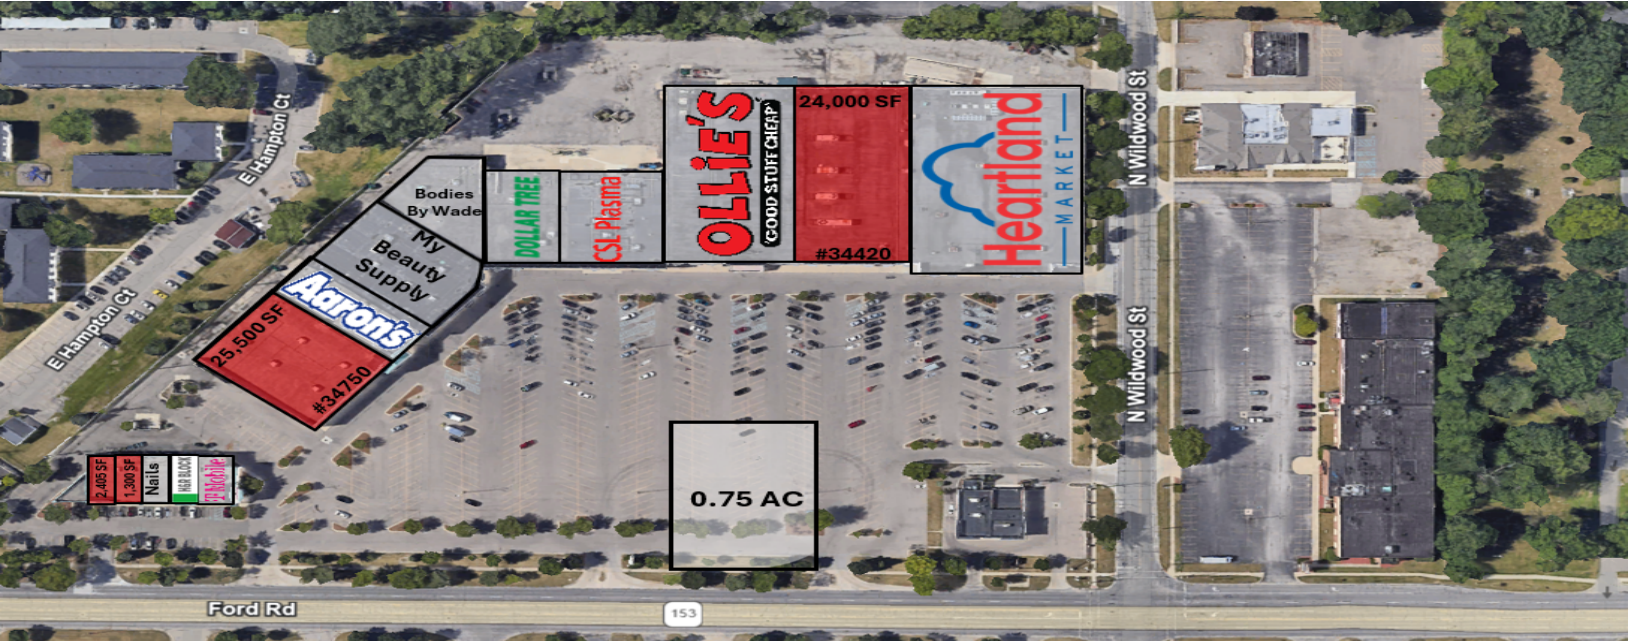 E Hampton Ct
E Hampton Ct
Bodies
By Wade
My
Beauty
Supply
Aaron's
25,500 SF
#34750
DOLLAR TREE
CSL Plasma
OLLIE'S
'GOOD STUFF CHEAP'
24,000 SF
#34420
Heartland
MARKET
N Wildwood St
N Wildwood St
2,405 SF
1,300 SF
Nails
H&R BLOCK
T Mobile
0.75 AC
Ford Rd
153